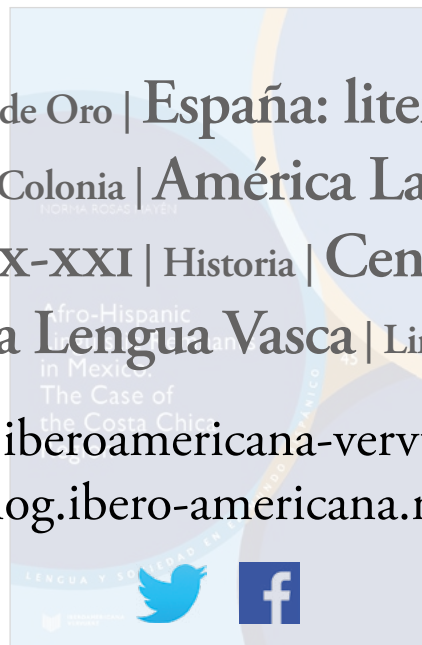 de Oro | España: lite
Colonia | América La
NORMA ROSAS MAYÉN
X-XXI | Historia | Cen
Afro-Hispanic
a Lengua Vasca | Li
in Mexico:
The Case of
the Costa Chica
iberoamericana-verv
log.ibero-americana.
LENGUA Y SOCIEDAD EN EL MUNDO HISPÁNICO